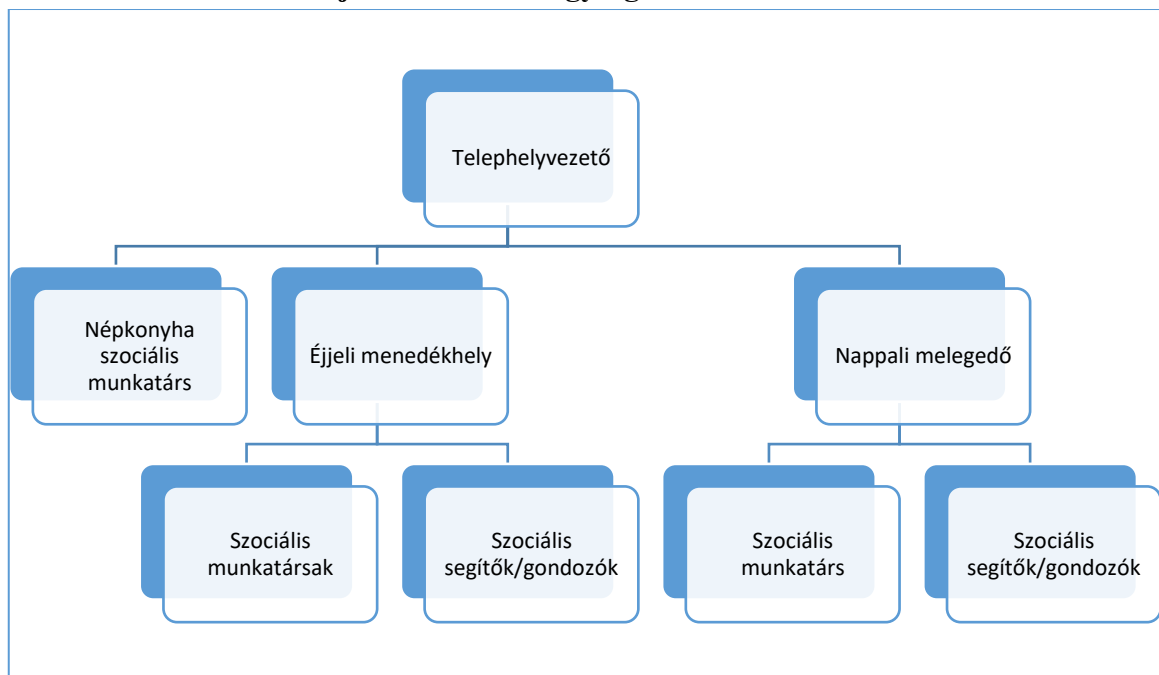 Telephelyvezető
Népkonyha
szociális
munkatárs
Éjjeli menedékhely
Nappali melegedő
Szociális
munkatársak
Szociális
segítők/gondozók
Szociális
munkatárs
Szociális
segítők/gondozók